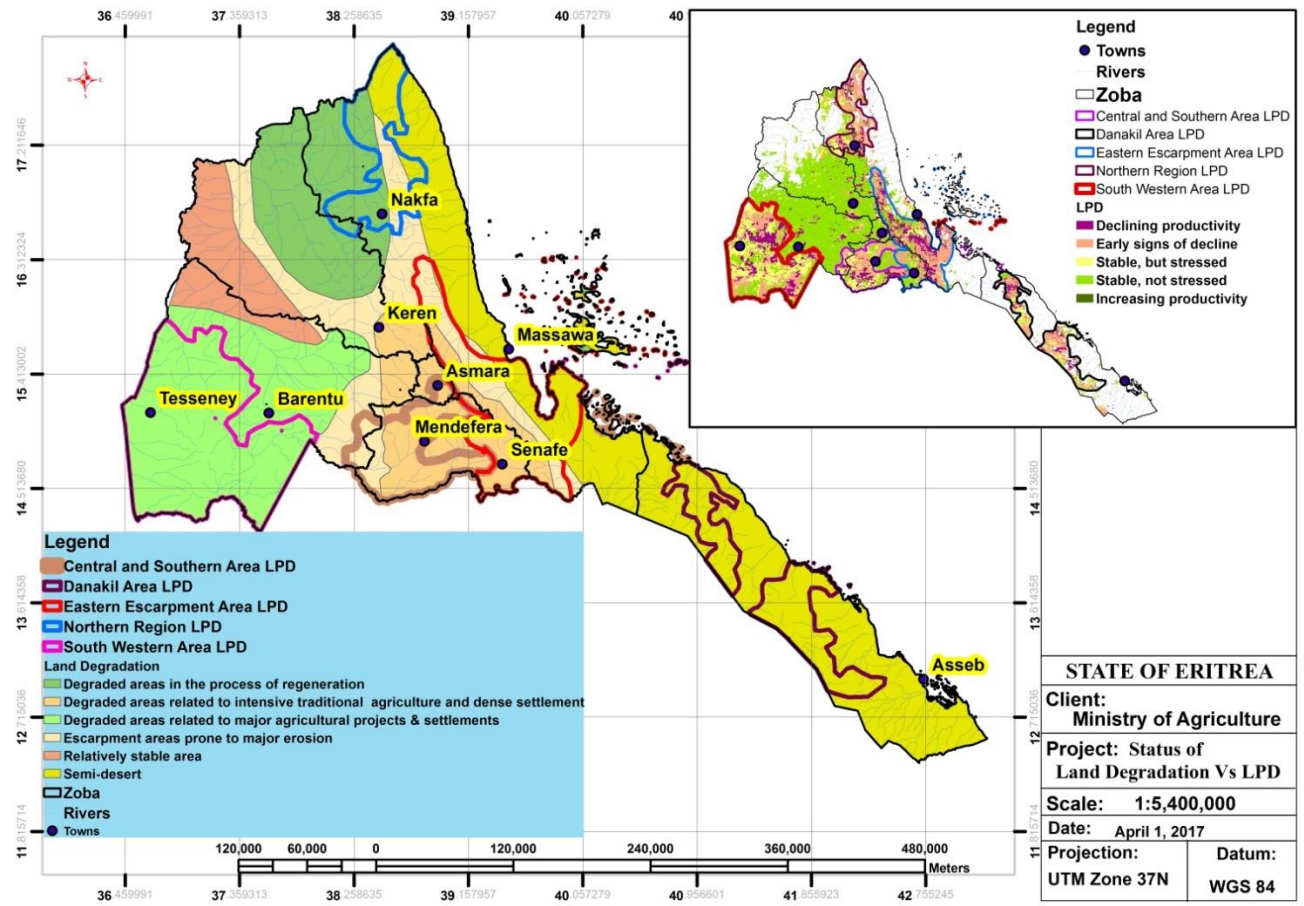 36.459991 37.359313 38.258635 39.157957 40.057279 40.
17.211646
16.312324
15.413002
14.513680
13.614358
12.715036
11.815714
N
W E
S
Nakfa
Keren
Massawa
Asmara
Tesseney
Barentu
Mendefera
Senafe
Asseb
Legend
Central and Southern Area LPD
Danakil Area LPD
Eastern Escarpment Area LPD
Northern Region LPD
South Western Area LPD
Land Degradation
Degraded areas in the process of regeneration
Degraded areas related to intensive traditional agriculture and dense settlement
Degraded areas related to major agricultural projects & settlements
Escarpment areas prone to major erosion
Relatively stable area
Semi-desert
Zoba
Rivers
Towns
120,000 60,000 0 120,000 240,000 360,000 480,000
Meters
36.459991 37.359313 38.258635 39.157957 40.057279 40.956601 41.855923 42.755245
Legend
Towns
Rivers
Zoba
Central and Southern Area LPD
Danakil Area LPD
Eastern Escarpment Area LPD
Northern Region LPD
South Western Area LPD
LPD
Declining productivity
Early signs of decline
Stable, but stressed
Stable, not stressed
Increasing productivity
14.513680
13.614358
12.715036
11.815714
STATE OF ERITREA
Client:
Ministry of Agriculture
Project: Status of
Land Degradation Vs LPD
Scale: 1:5,400,000
Date: April 1, 2017
Projection:
UTM Zone 37N
Datum:
WGS 84